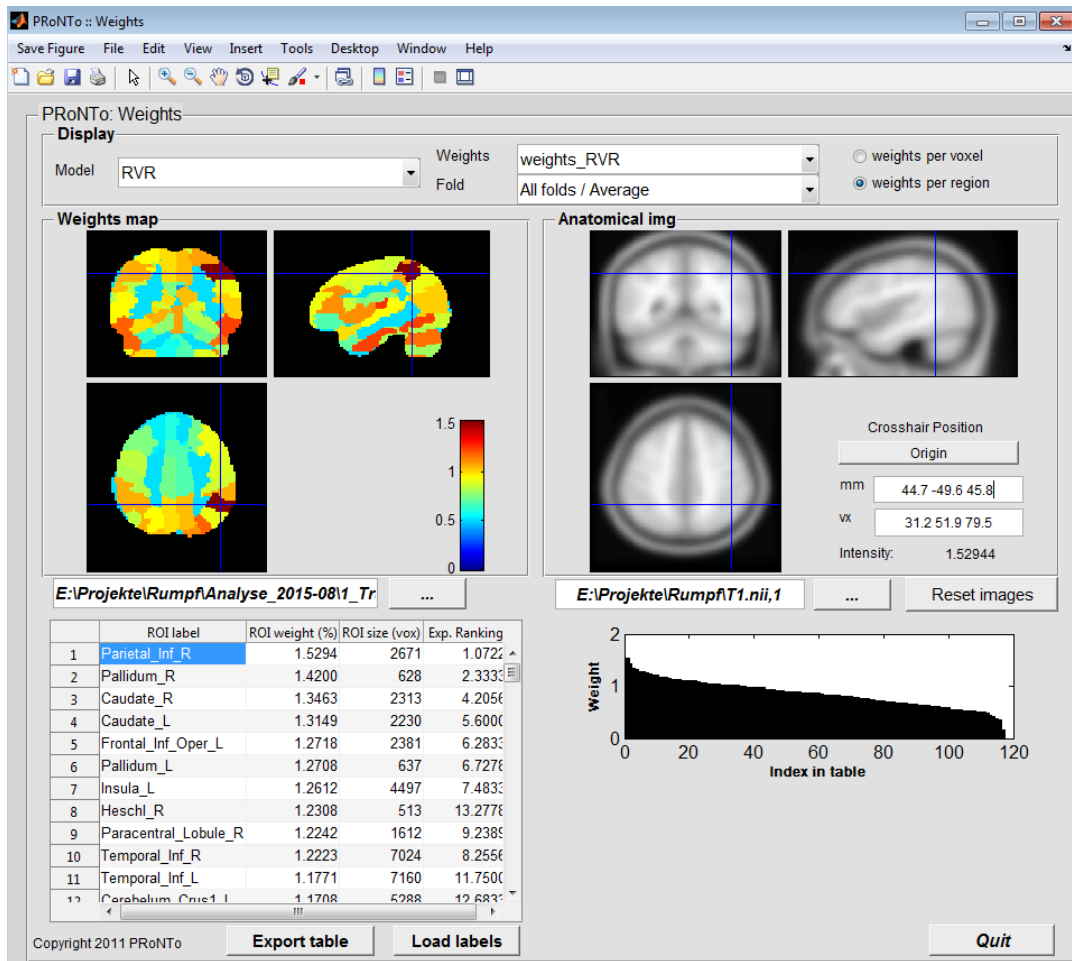 PRoNTo :: Weights
Save Figure File Edit View Insert Tools Desktop Window Help
PRoNTo: Weights
Display
Model RVR
Weights weights_RVR
Fold All folds / Average
weights per voxel
weights per region
Weights map
1.5
1
0.5
0
Anatomical img
Crosshair Position
Origin
mm 44.7 -49.6 45.8
vx 31.2 51.9 79.5
Intensity: 1.52944
E:\Projekte\Rumpf\Analyse_2015-08\1_Tr ...
E:\Projekte\Rumpf\T1.nii,1 ... Reset images
ROI label ROI weight (%) ROI size (vox) Exp. Ranking
1 Parietal_Inf_R 1.5294 2671 1.0722
2 Pallidum_R 1.4200 628 2.3333
3 Caudate_R 1.3463 2313 4.2056
4 Caudate_L 1.3149 2230 5.6000
5 Frontal_Inf_Oper_L 1.2718 2381 6.2833
6 Pallidum_L 1.2708 637 6.7278
7 Insula_L 1.2612 4497 7.4833
8 Heschl_R 1.2308 513 13.2778
9 Paracentral_Lobule_R 1.2242 1612 9.2389
10 Temporal_Inf_R 1.2223 7024 8.2556
11 Temporal_Inf_L 1.1771 7160 11.7500
12 Cerebelum_Crus1_L 1.1708 5288 12.6833
2
1
0
Weight
0 20 40 60 80 100 120
Index in table
Copyright 2011 PRoNTo
Export table
Load labels
Quit